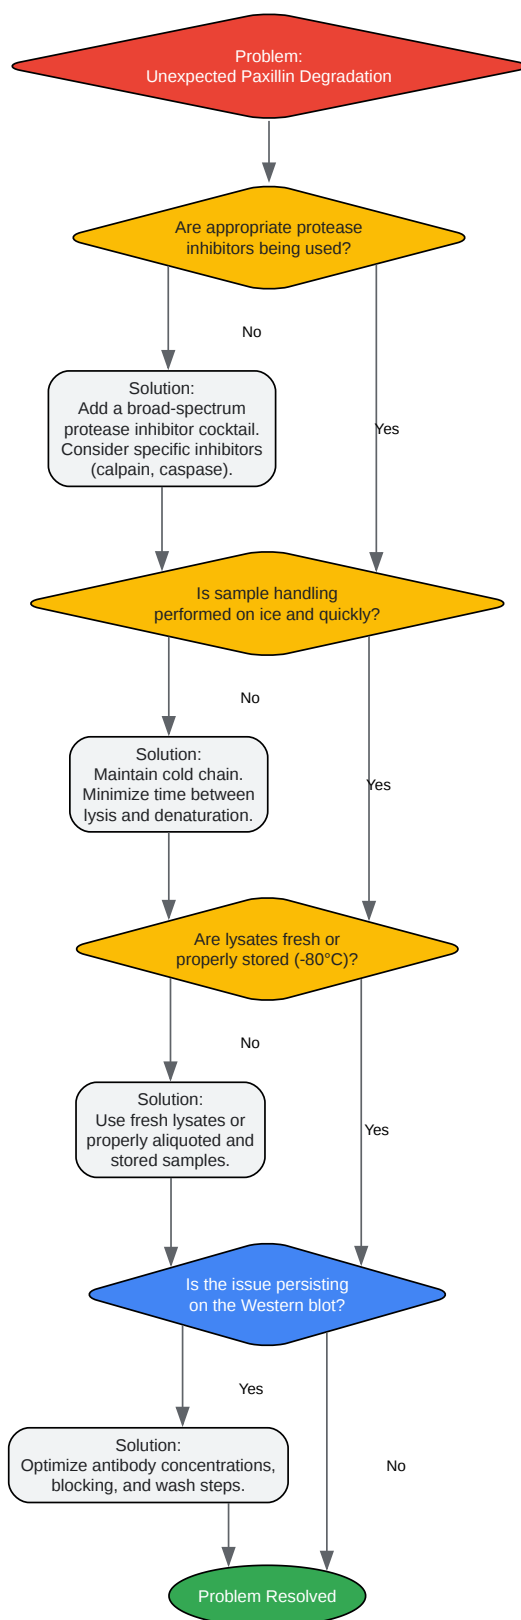 Problem:
Unexpected Paxillin Degradation
Are appropriate protease
inhibitors being used?
No
Solution:
Add a broad-spectrum
protease inhibitor cocktail.
Consider specific inhibitors
(calpain, caspase).
Yes
Is sample handling
performed on ice and quickly?
No
Solution:
Maintain cold chain.
Minimize time between
lysis and denaturation.
Yes
Are lysates fresh or
properly stored (-80°C)?
No
Solution:
Use fresh lysates or
properly aliquoted and
stored samples.
Yes
Is the issue persisting
on the Western blot?
Yes
Solution:
Optimize antibody concentrations,
blocking, and wash steps.
No
Problem Resolved